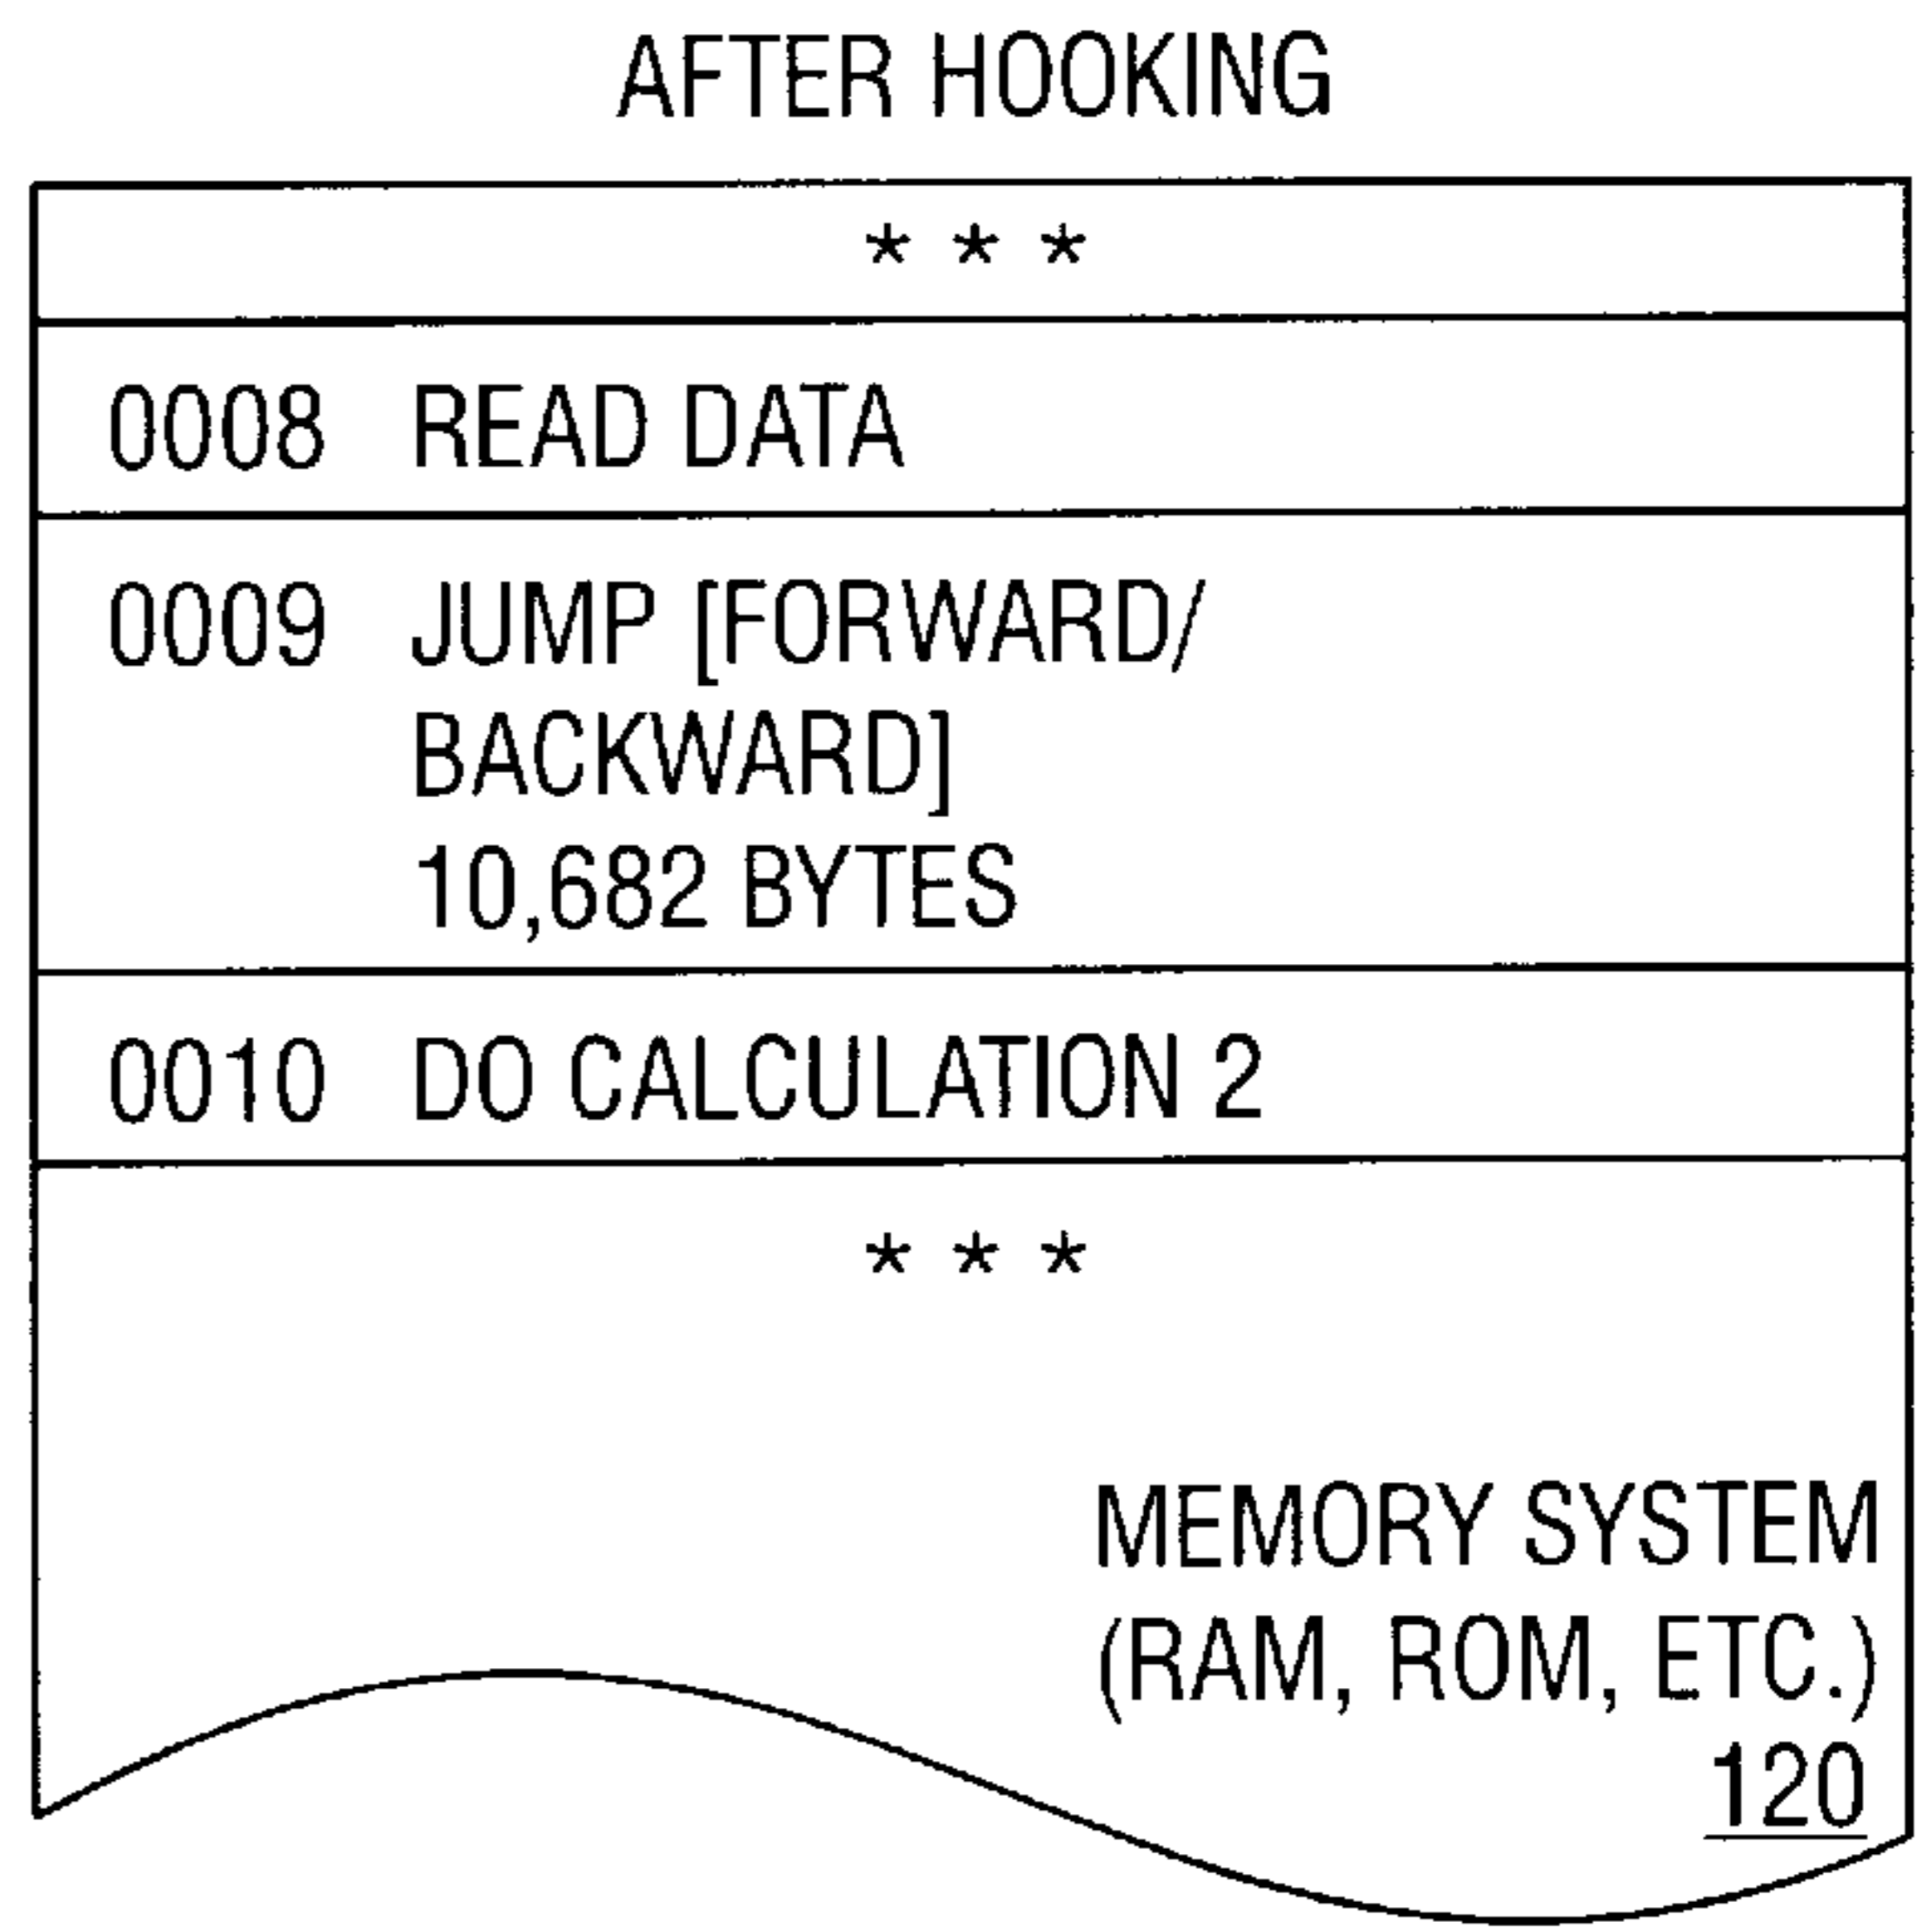 AFTER HOOKING
* * *
0008 READ DATA
0009 JUMP [FORWARD/
BACKWARD]
10,682 BYTES
0010 DO CALCULATION 2
* * *
MEMORY SYSTEM
(RAM, ROM, ETC.)
120